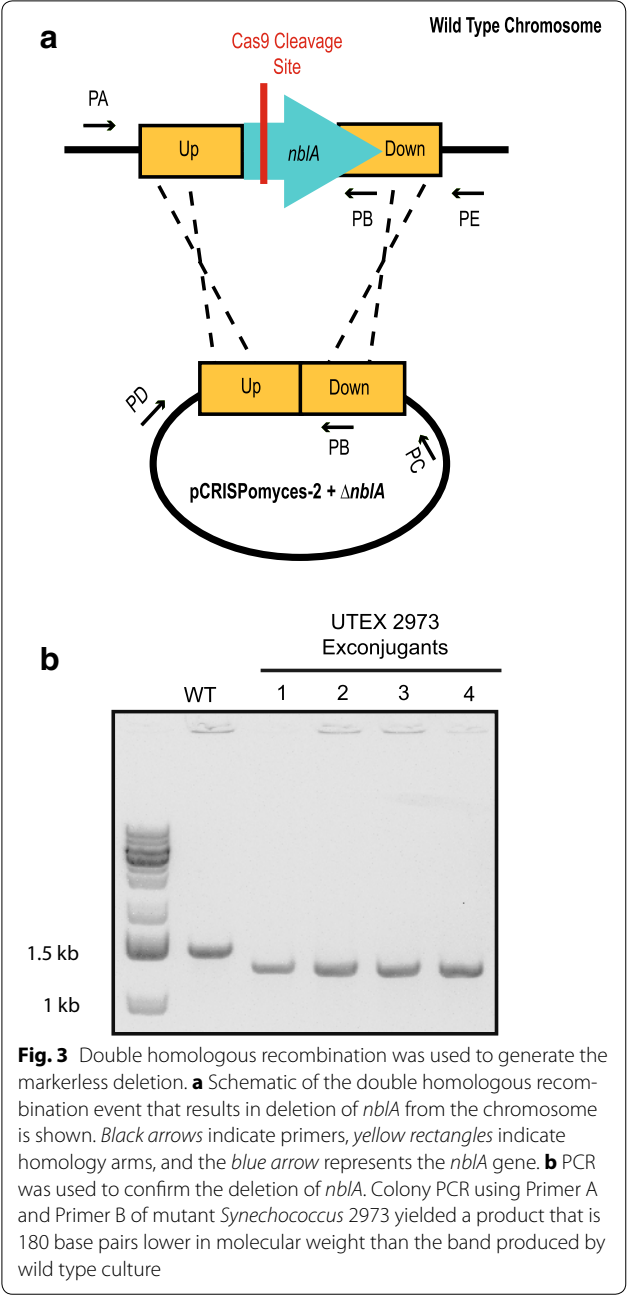 a
Wild Type Chromosome
Cas9 Cleavage
Site
PA
Up
nblA
Down
PB
PE
Up
Down
PD
PB
PC
pCRISPomyces-2 + ΔnblA
b
UTEX 2973
Exconjugants
WT
1
2
3
4
1.5 kb
1 kb
Fig. 3 Double homologous recombination was used to generate the
markerless deletion. a Schematic of the double homologous recom-
bination event that results in deletion of nblA from the chromosome
is shown. Black arrows indicate primers, yellow rectangles indicate
homology arms, and the blue arrow represents the nblA gene. b PCR
was used to confirm the deletion of nblA. Colony PCR using Primer A
and Primer B of mutant Synechococcus 2973 yielded a product that is
180 base pairs lower in molecular weight than the band produced by
wild type culture